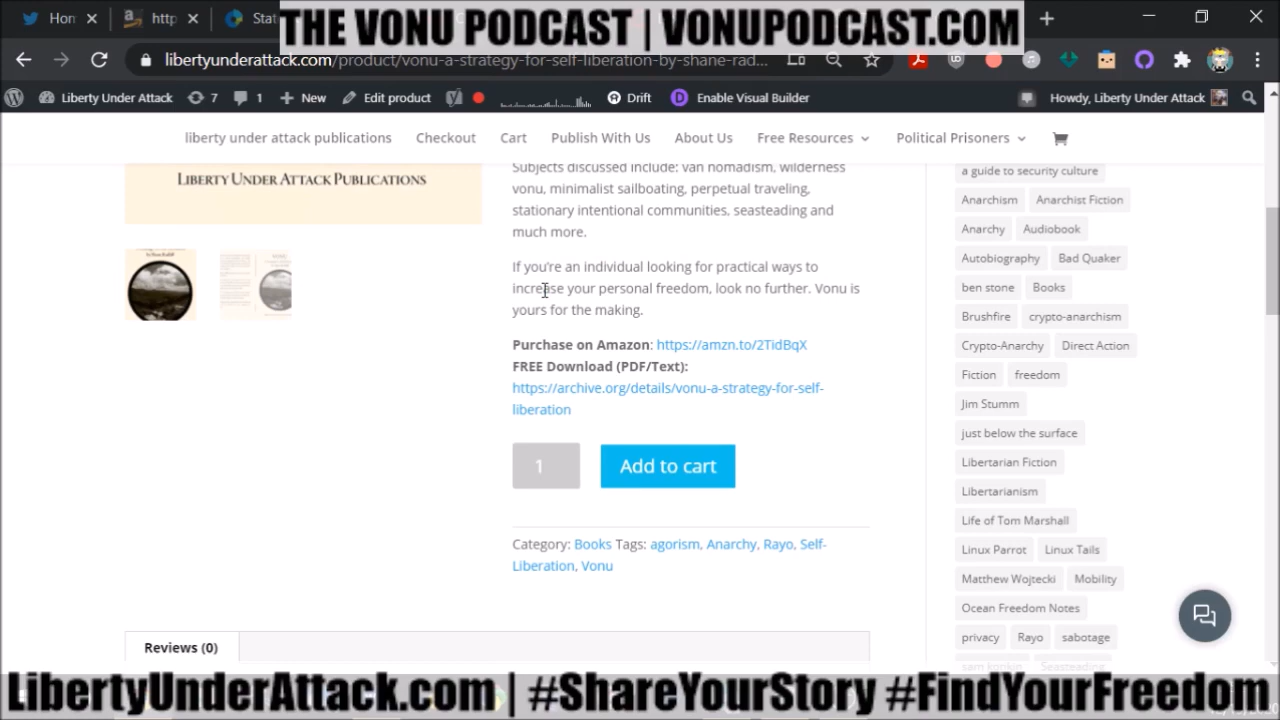 Hon
http
Stat
THE VONU PODCAST | VONUPODCAST.COM
libertyunderattack.com/product/vonu-a-strategy-for-self-liberation-by-shane-rad...
Liberty Under Attack
7
1
New
Edit product
Drift
Enable Visual Builder
Howdy, Liberty Under Attack
liberty under attack publications
Checkout
Cart
Publish With Us
About Us
Free Resources
Political Prisoners
LIBERTY UNDER ATTACK PUBLICATIONS
Subjects discussed include: van nomadism, wilderness
vonu, minimalist sailboating, perpetual traveling,
stationary intentional communities, seasteading and
much more.
If you're an individual looking for practical ways to
increase your personal freedom, look no further. Vonu is
yours for the making.
Purchase on Amazon: https://amzn.to/2TidBqX
FREE Download (PDF/Text):
https://archive.org/details/vonu-a-strategy-for-self-
liberation
1
Add to cart
Category: Books Tags: agorism, Anarchy, Rayo, Self-
Liberation, Vonu
Reviews (0)
a guide to security culture
Anarchism
Anarchist Fiction
Anarchy
Audiobook
Autobiography
Bad Quaker
ben stone
Books
Brushfire
crypto-anarchism
Crypto-Anarchy
Direct Action
Fiction
freedom
Jim Stumm
just below the surface
Libertarian Fiction
Libertarianism
Life of Tom Marshall
Linux Parrot
Linux Tails
Matthew Wojtecki
Mobility
Ocean Freedom Notes
privacy
Rayo
sabotage
sam konkin
Seasteading
LibertyUnderAttack.com | #ShareYourStory #FindYourFreedom